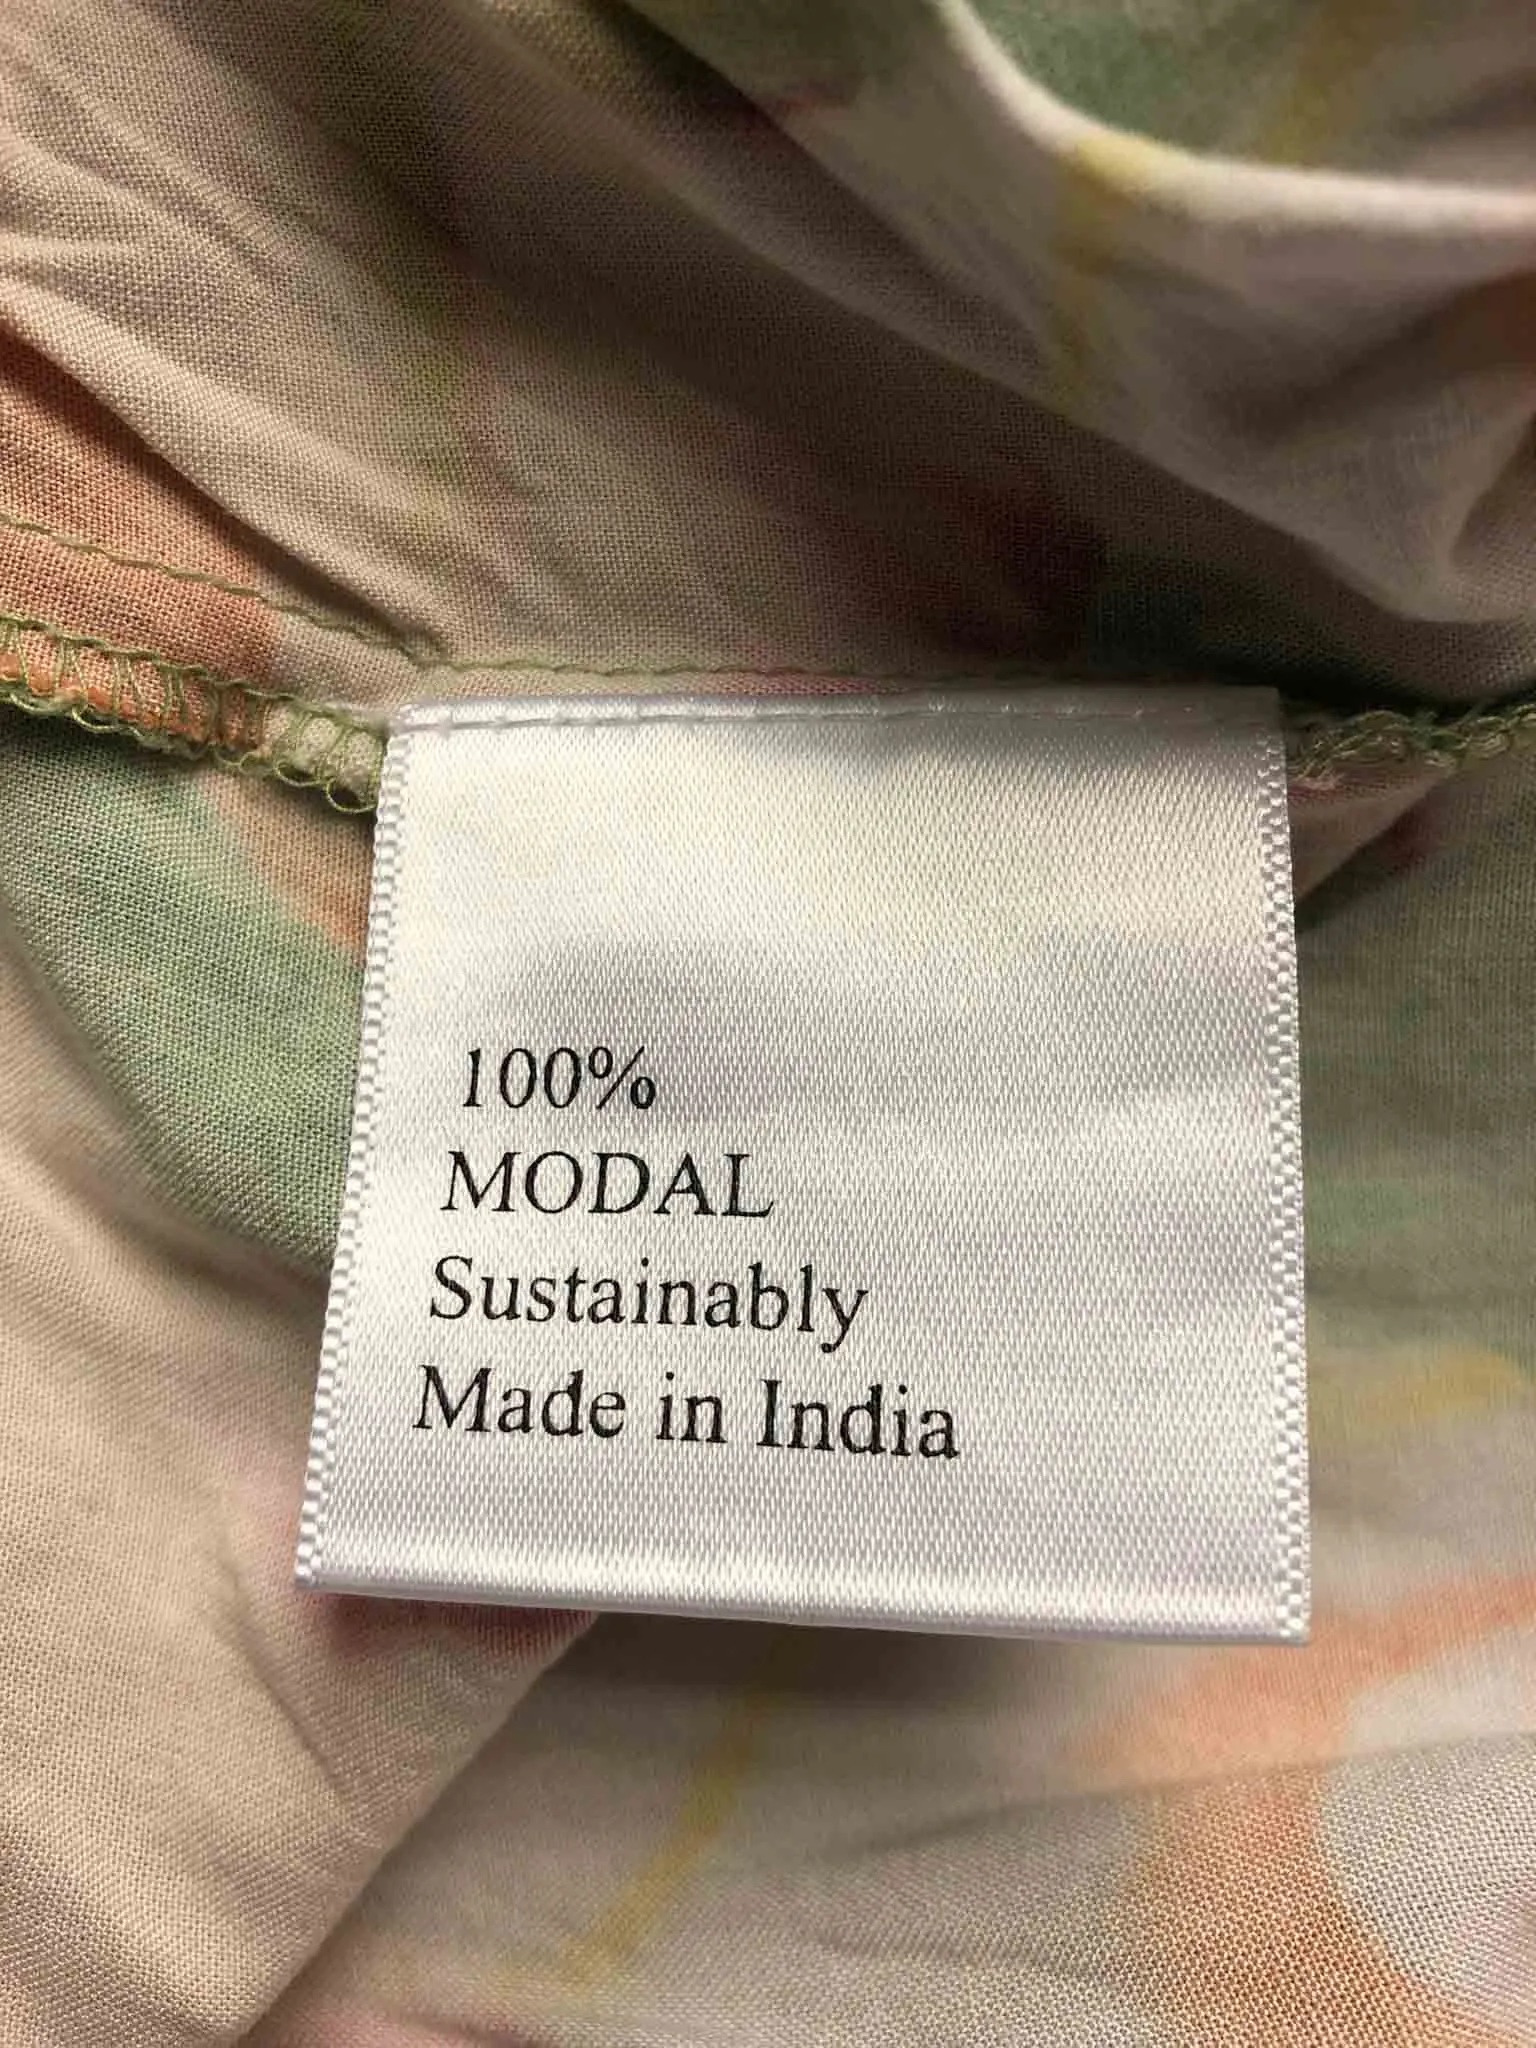 100%
MODAL
Sustainably
Made in India